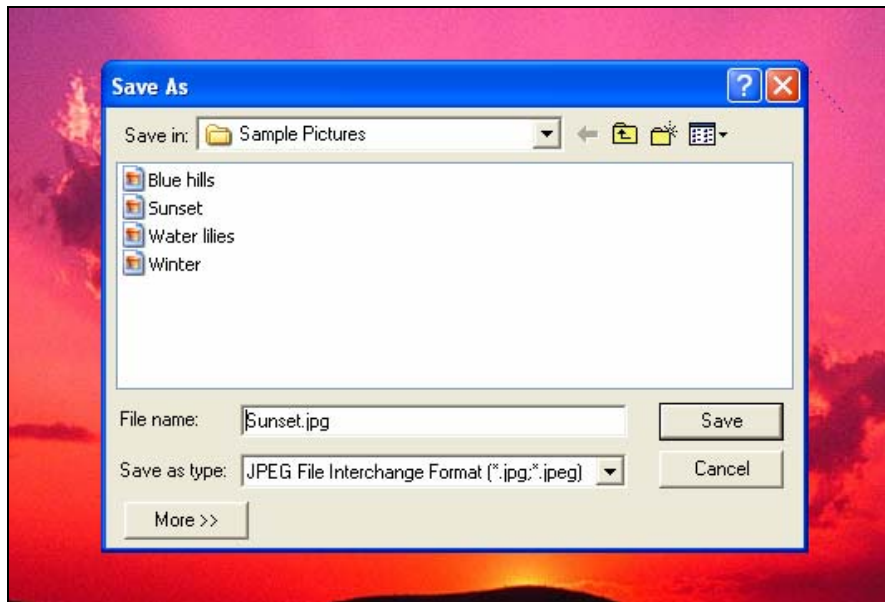 Save As
Save in: Sample Pictures
Blue hills
Sunset
Water lilies
Winter
File name: Sunset.jpg
Save
Save as type: JPEG File Interchange Format (*.jpg;*.jpeg)
Cancel
More >>